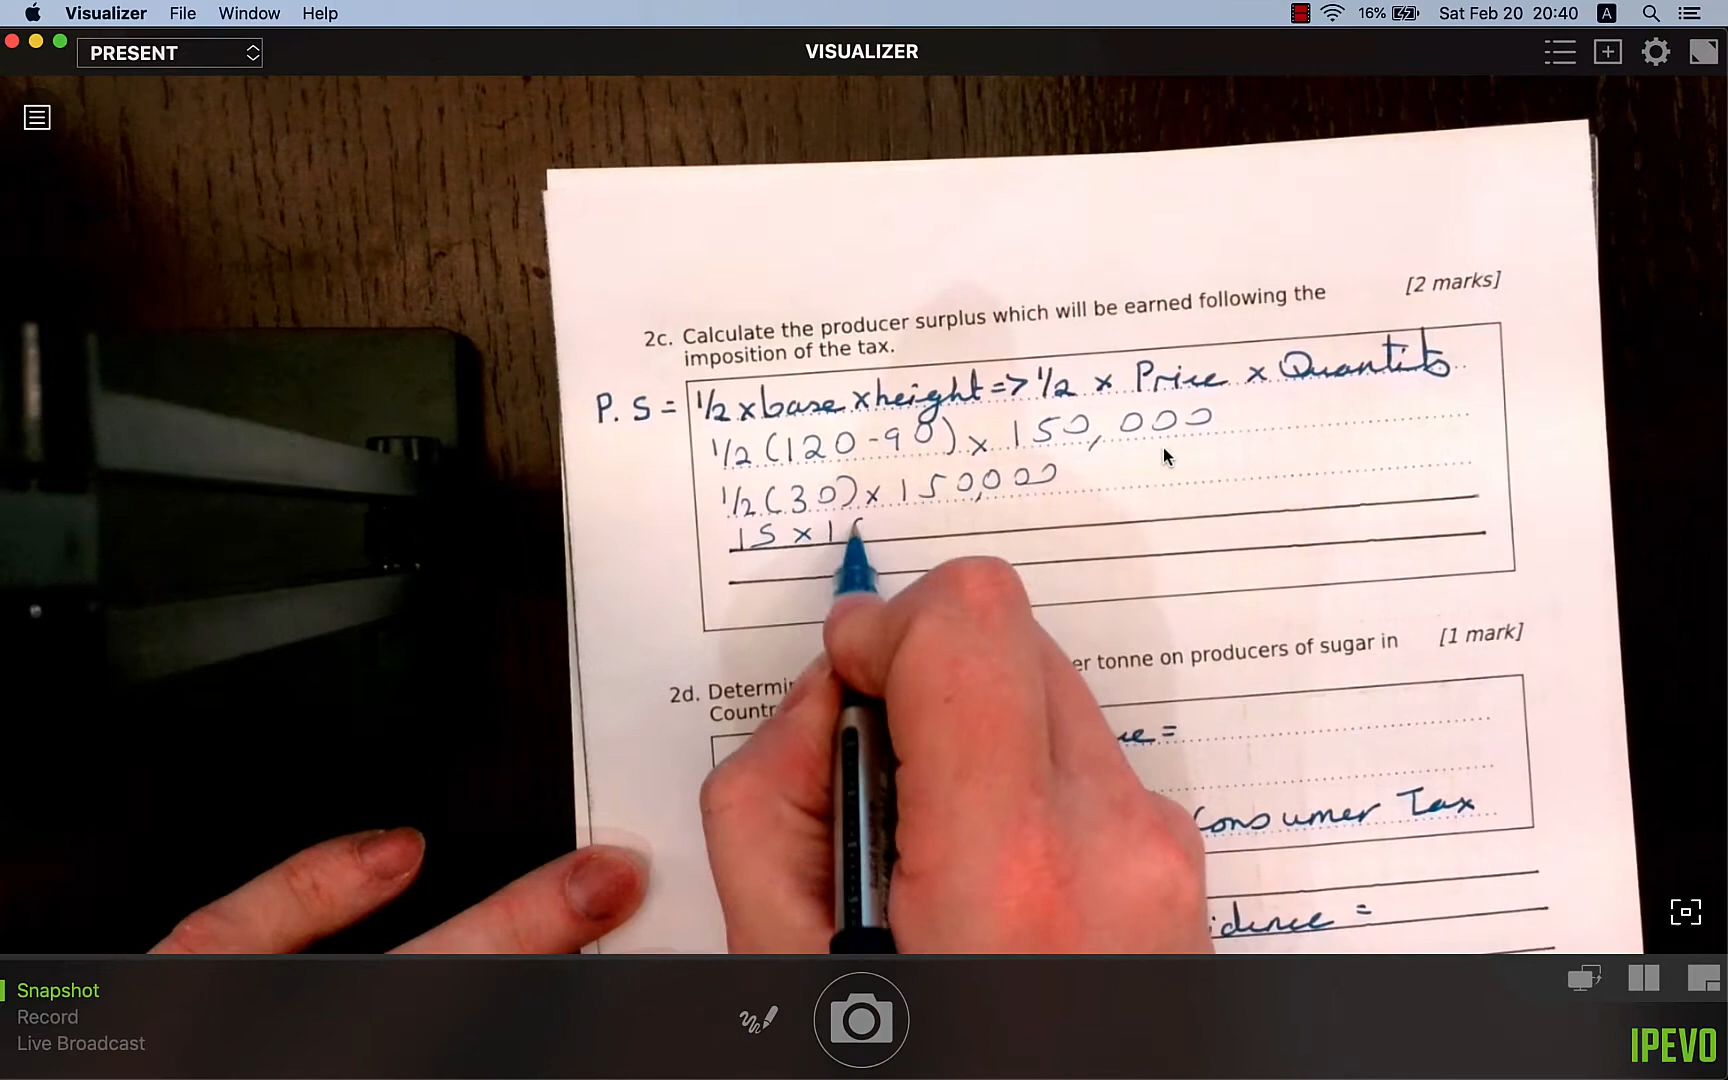 Visualizer File Window Help 16% Sat Feb 20 20:40 A
PRESENT VISUALIZER
[2 marks]
2c. Calculate the producer surplus which will be earned following the
imposition of the tax.
P. S = 1/2 x base x height => 1/2 x Price x Quantity
1/2 (120-90) x 150,000
1/2 (30) x 150,000
15 x 1
[1 mark]
2d. Determi er tonne on producers of sugar in
Countr
ue =
Consumer Tax
idence =
Snapshot
Record
Live Broadcast
IPEVO